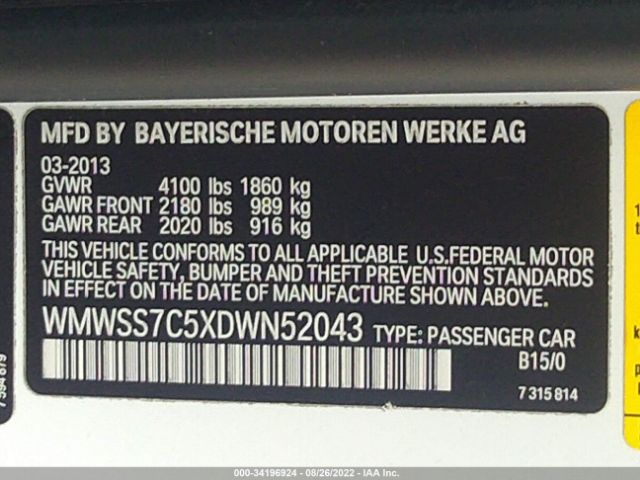 MFD BY BAYERISCHE MOTOREN WERKE AG
03-2013
GVWR 4100 lbs 1860 kg
GAWR FRONT 2180 lbs 989 kg
GAWR REAR 2020 lbs 916 kg
THIS VEHICLE CONFORMS TO ALL APPLICABLE U.S.FEDERAL MOTOR
VEHICLE SAFETY, BUMPER AND THEFT PREVENTION STANDARDS
IN EFFECT ON THE DATE OF MANUFACTURE SHOWN ABOVE.
WMWSS7C5XDWN52043 TYPE: PASSENGER CAR
B15/0
7 315 814
7 394 879
000-34196924 - 08/26/2022 - IAA Inc.